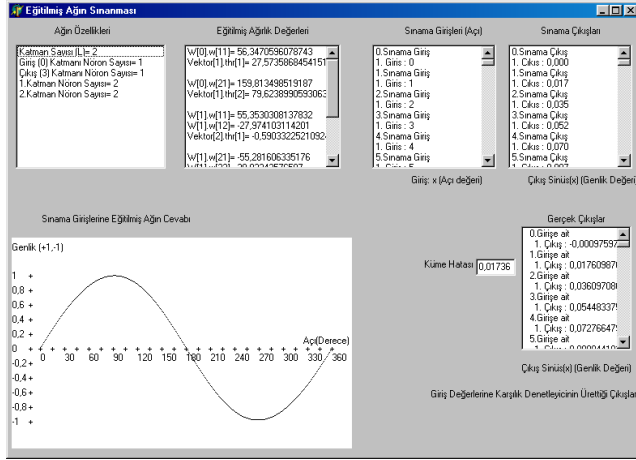 Eğitilmiş Ağın Sınanması
Ağın Özellikleri
Katman Sayısı (L)= 2
Giriş (0) Katmanı Nöron Sayısı= 1
Çıkış (3) Katmanı Nöron Sayısı= 1
1.Katman Nöron Sayısı= 2
2.Katman Nöron Sayısı= 2
Eğitilmiş Ağırlık Değerleri
W[0].w[11]= 56,3470596078743
Vektor[1].thr[1]= 27,5735868454151
W[0].w[21]= 159,813498519187
Vektor[1].thr[2]= 79,6238990593063
W[1].w[11]= 55,3530308137832
W[1].w[12]= -27,974103114201
Vektor[2].thr[1]= -0,5903322521092
W[1].w[21]= -55,281606335176
Sınama Girişleri (Açı)
0.Sınama Giriş
1. Giris : 0
1.Sınama Giriş
1. Giris : 1
2.Sınama Giriş
1. Giris : 2
3.Sınama Giriş
1. Giris : 3
4.Sınama Giriş
1. Giris : 4
5.Sınama Giriş
Giriş: x (Açı değeri)
Sınama Çıkışları
0.Sınama Çıkış
1. Cıkıs : 0,000
1.Sınama Çıkış
1. Cıkıs : 0,017
2.Sınama Çıkış
1. Cıkıs : 0,035
3.Sınama Çıkış
1. Cıkıs : 0,052
4.Sınama Çıkış
1. Cıkıs : 0,070
5.Sınama Çıkış
Çıkış Sinüs(x) (Genlik Değeri)
Sınama Girişlerine Eğitilmiş Ağın Cevabı
Genlik (+1,-1)
1 +
0,8 +
0,6 +
0,4 +
0,2 +
0 +
-0,2 +
-0,4 +
-0,6 +
-0,8 +
-1 +
Açı(Derece)
0 30 60 90 120 150 180 210 240 270 300 330 360
Küme Hatası 0,01736
Gerçek Çıkışlar
0.Girişe ait
1. Çıkış : -0,0009759
1.Girişe ait
1. Çıkış : 0,0176098
2.Girişe ait
1. Çıkış : 0,03609708
3.Girişe ait
1. Çıkış : 0,05448337
4.Girişe ait
1. Çıkış : 0,07276647
5.Girişe ait
Çıkış Sinüs(x) (Genlik Değeri)
Giriş Değerlerine Karşılık Denetleyicinin Ürettiği Çıkışlar